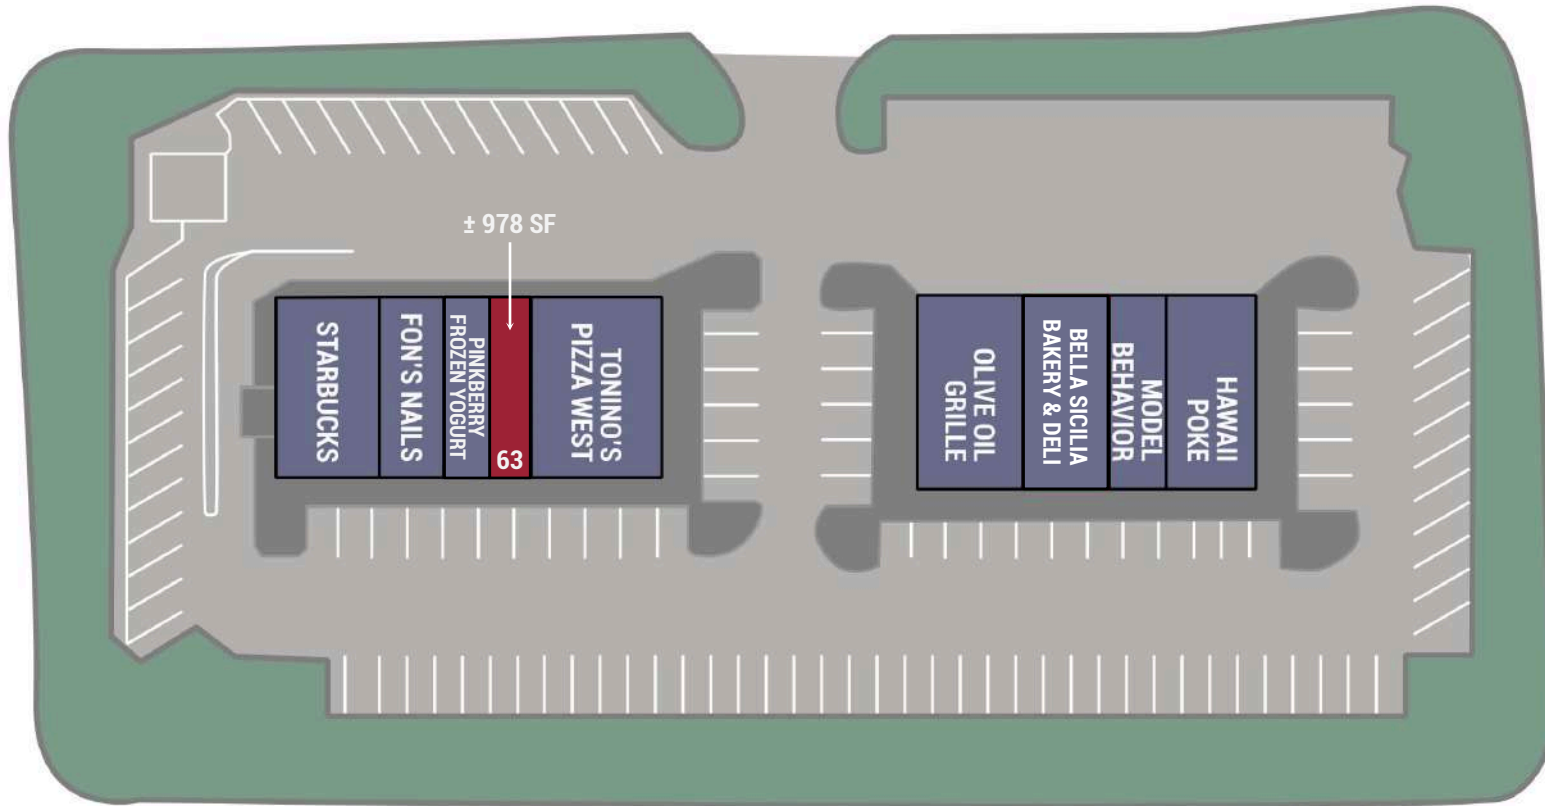 ± 978 SF
STARBUCKS
FON'S NAILS
PINKBERRY
FROZEN YOGURT
63
TONINO'S
PIZZA WEST
OLIVE OIL
GRILLE
BELLA SICILIA
BAKERY & DELI
MODEL
BEHAVIOR
HAWAII
POKE